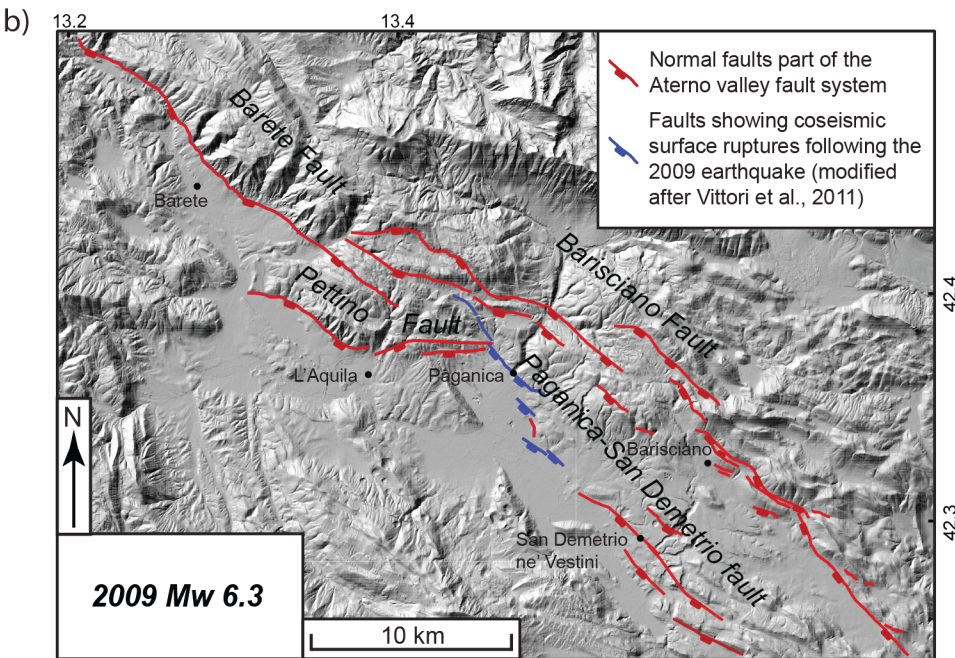 b)
13.2
13.4
Normal faults part of the
Aterno valley fault system
Faults showing coseismic
surface ruptures following the
2009 earthquake (modified
after Vittori et al., 2011)
Barete Fault
Barete
Barisciano Fault
42.4
Pettino
Fault
L'Aquila
Paganica
Paganica-San Demetrio fault
N
Barisciano
42.3
San Demetrio
ne' Vestini
2009 Mw 6.3
10 km